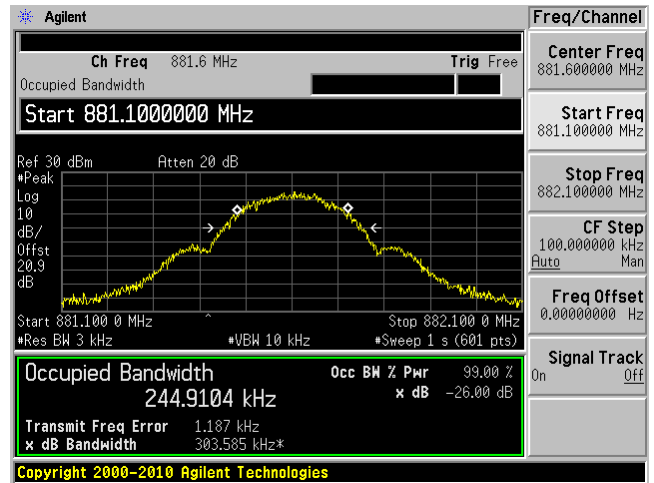 Agilent
Freq/Channel
Ch Freq 881.6 MHz Trig Free
Occupied Bandwidth
Start 881.1000000 MHz
Ref 30 dBm Atten 20 dB
#Peak
Log
10
dB/
Offst
20.9
dB
Start 881.100 0 MHz ^ Stop 882.100 0 MHz
#Res BW 3 kHz #VBW 10 kHz #Sweep 1 s (601 pts)
Occupied Bandwidth Occ BW % Pwr 99.00 %
244.9104 kHz x dB -26.00 dB
Transmit Freq Error 1.187 kHz
x dB Bandwidth 303.585 kHz*
Copyright 2000-2010 Agilent Technologies
Center Freq
881.600000 MHz
Start Freq
881.100000 MHz
Stop Freq
882.100000 MHz
CF Step
100.000000 kHz
Auto Man
Freq Offset
0.00000000 Hz
Signal Track
On Off